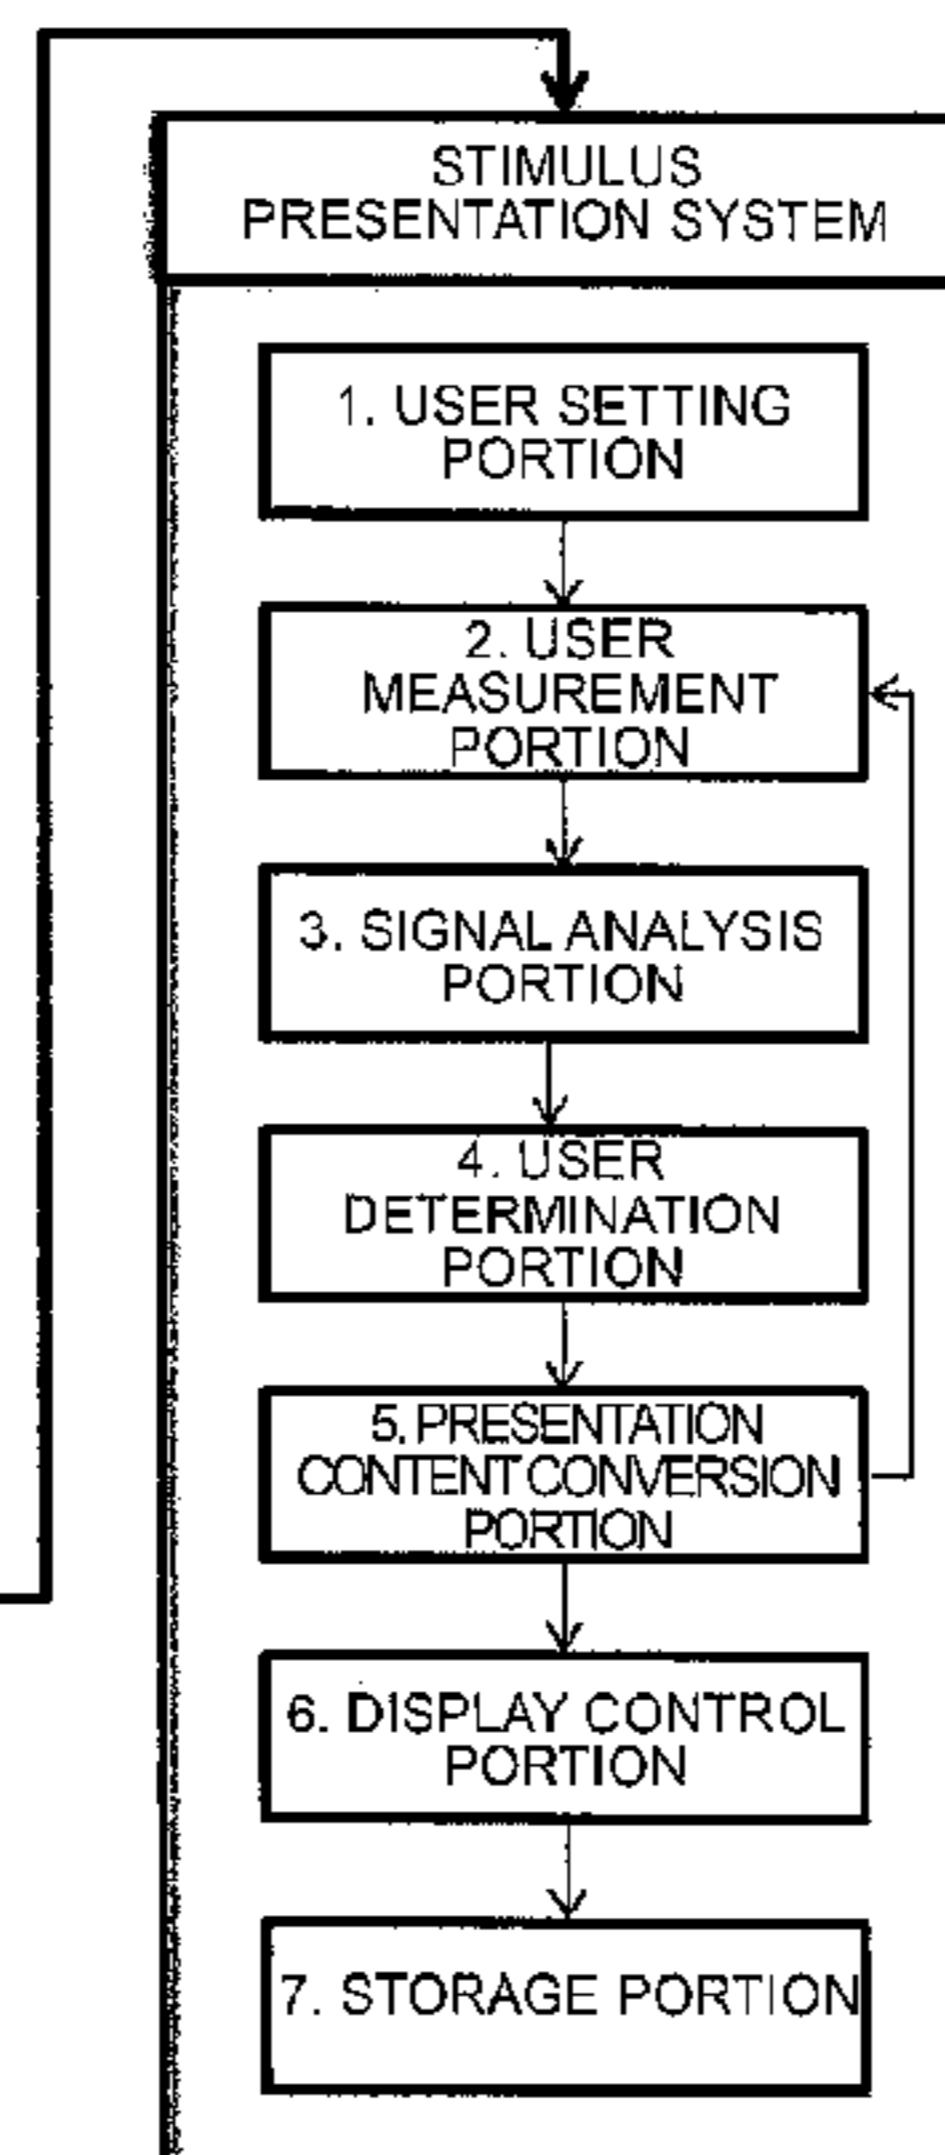 STIMULUS
PRESENTATION SYSTEM
1. USER SETTING
PORTION
2. USER
MEASUREMENT
PORTION
3. SIGNAL ANALYSIS
PORTION
4. USER
DETERMINATION
PORTION
5. PRESENTATION
CONTENT CONVERSION
PORTION
6. DISPLAY CONTROL
PORTION
7. STORAGE PORTION